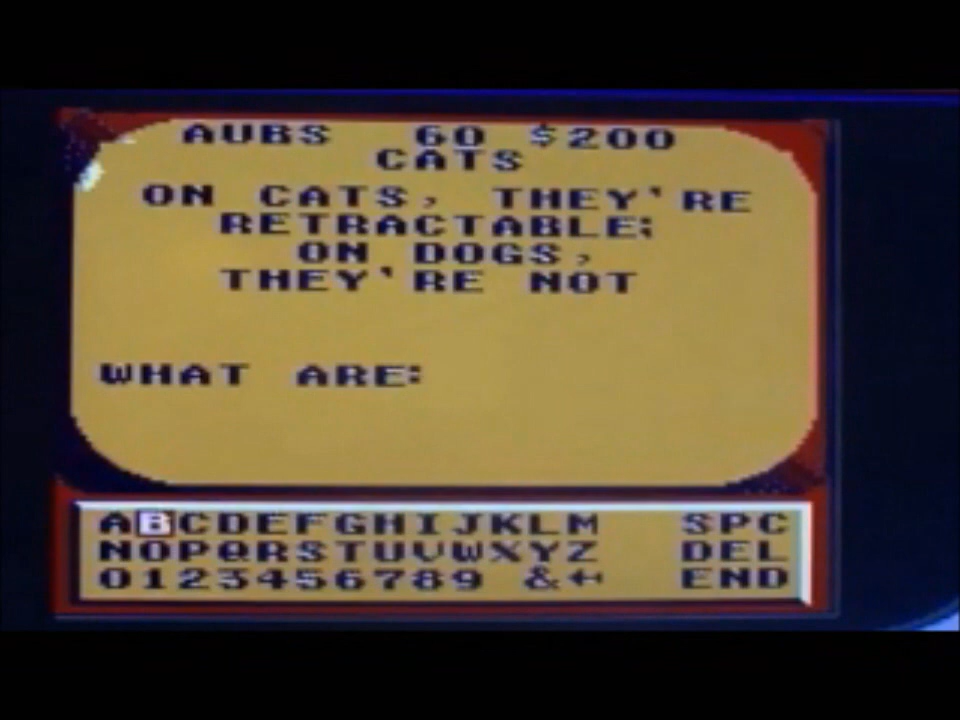 AUBS 60 $200
CATS
ON CATS, THEY'RE
RETRACTABLE;
ON DOGS,
THEY'RE NOT
WHAT ARE:
ABCDEFGHIJKLM SPC
NOPQRSTUVWXYZ DEL
0123456789 &← END